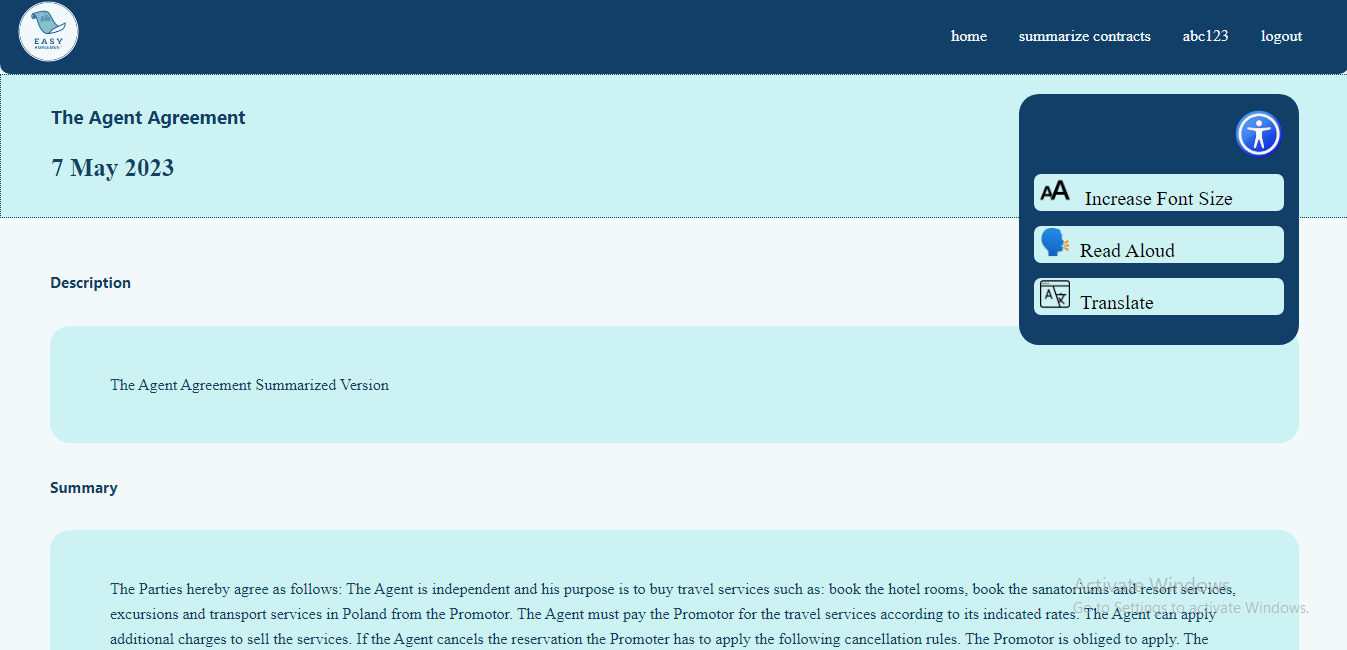 EASY
AGREEMENT
home summarize contracts abc123 logout
The Agent Agreement
7 May 2023
Increase Font Size
Read Aloud
Translate
Description
The Agent Agreement Summarized Version
Summary
The Parties hereby agree as follows: The Agent is independent and his purpose is to buy travel services such as: book the hotel rooms, book the sanatoriums and resort services,
excursions and transport services in Poland from the Promotor. The Agent must pay the Promotor for the travel services according to its indicated rates. The Agent can apply
additional charges to sell the services. If the Agent cancels the reservation the Promoter has to apply the following cancellation rules. The Promotor is obliged to apply. The
Activate Windows
Go to Settings to activate Windows.